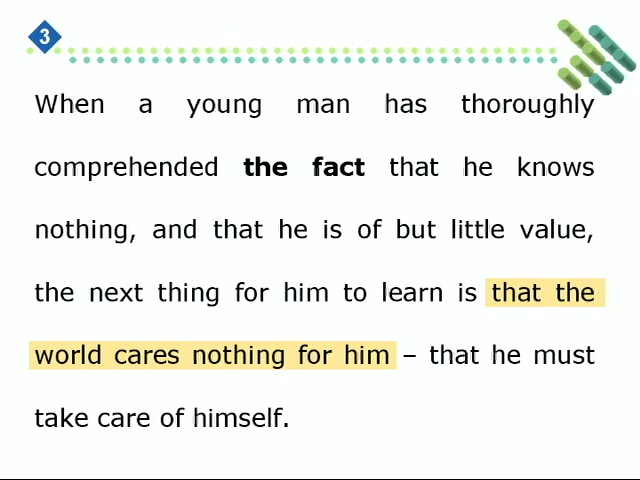 3
When a young man has thoroughly
comprehended the fact that he knows
nothing, and that he is of but little value,
the next thing for him to learn is that the
world cares nothing for him – that he must
take care of himself.